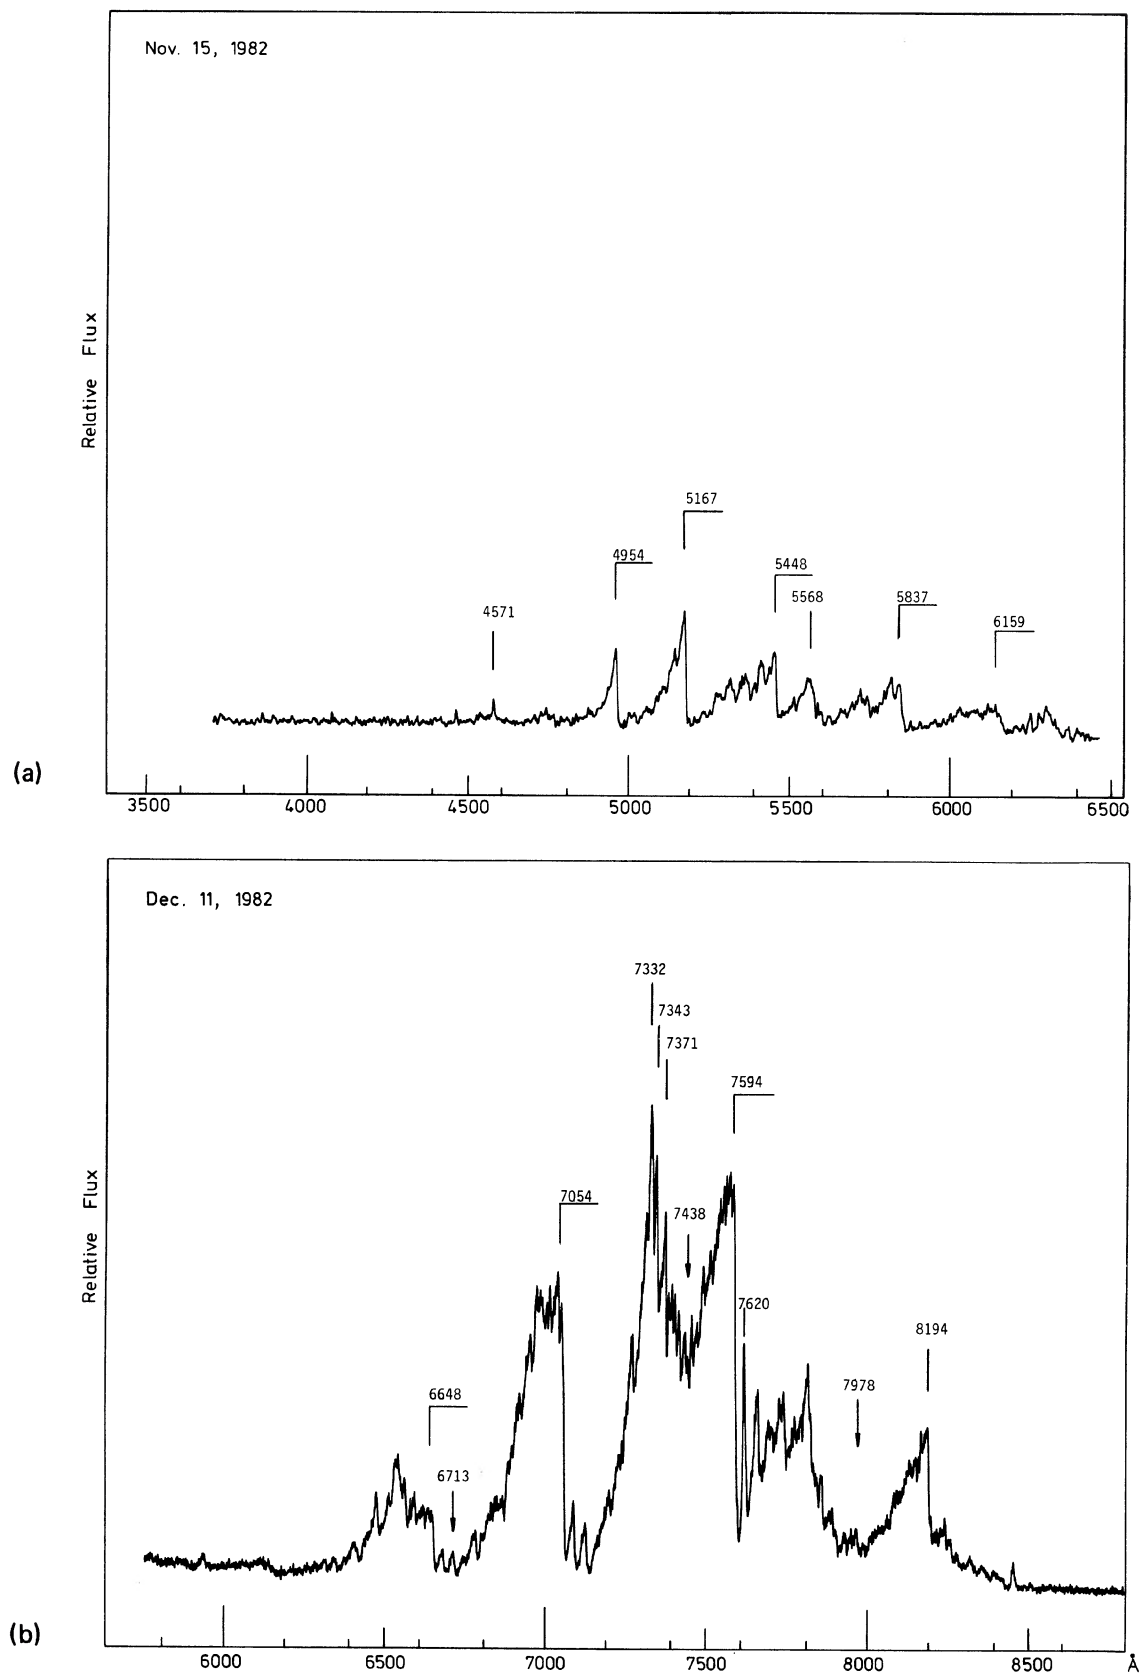 Nov. 15, 1982
Relative Flux
5167
4954
5448
5568
5837
4571
6159
(a)
3500 4000 4500 5000 5500 6000 6500
Dec. 11, 1982
7332
7343
7371
7594
Relative Flux
7054
7438
7620
8194
6648
7978
6713
(b)
6000 6500 7000 7500 8000 8500 Å